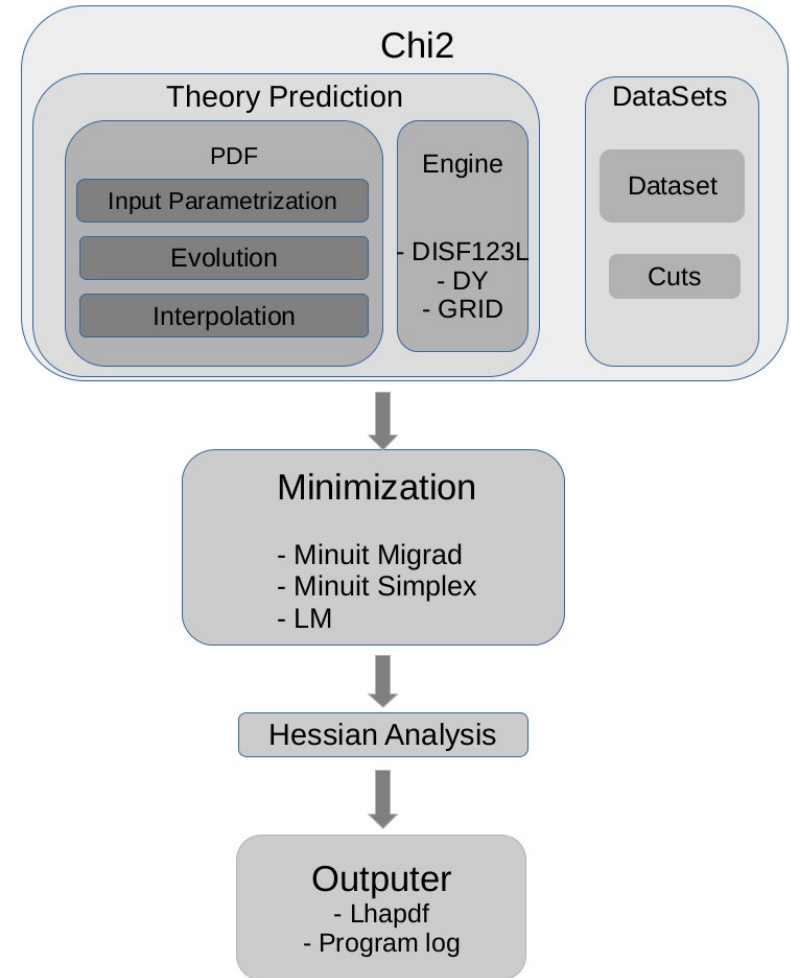 Chi2
Theory Prediction
PDF
Input Parametrization
Evolution
Interpolation
Engine
- DISF123L
- DY
- GRID
DataSets
Dataset
Cuts
Minimization
- Minuit Migrad
- Minuit Simplex
- LM
Hessian Analysis
Outputer
- Lhapdf
- Program log